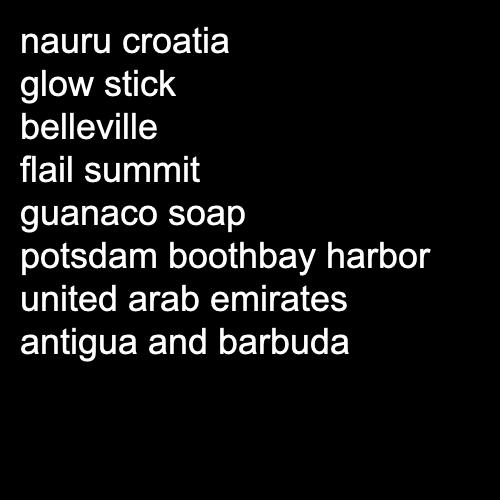 nauru croatia
glow stick
belleville
flail summit
guanaco soap
potsdam boothbay harbor
united arab emirates
antigua and barbuda